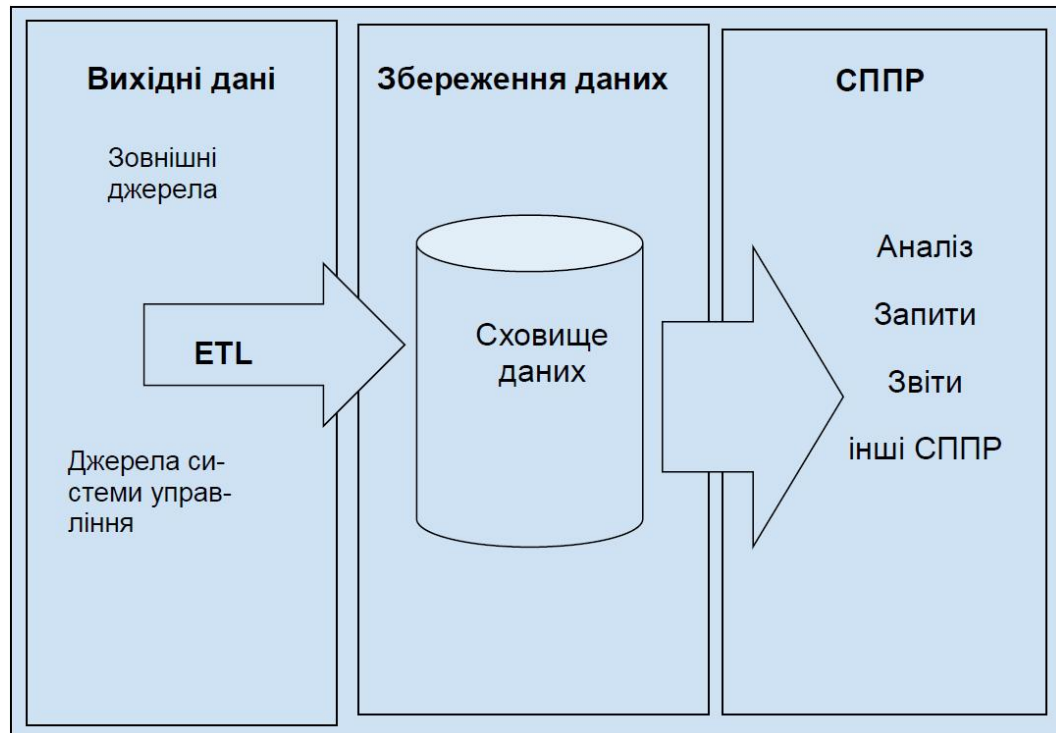 Вихідні дані
Зовнішні
джерела
ETL
Джерела си-
стеми управ-
ління
Збереження даних
Сховище
даних
СППР
Аналіз
Запити
Звіти
інші СППР